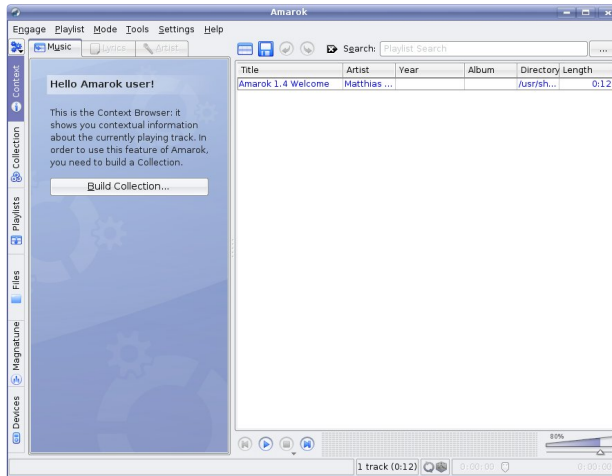 Amarok
Engage Playlist Mode Tools Settings Help
Music Lyrics Artist
Search: Playlist Search ...
Context
Collection
Playlists
Files
Magnatune
Devices
Hello Amarok user!
This is the Context Browser: it
shows you contextual information
about the currently playing track. In
order to use this feature of Amarok,
you need to build a Collection.
Build Collection...
Title Artist Year Album Directory Length
Amarok 1.4 Welcome Matthias ... /usr/sh... 0:12
80%
1 track (0:12) 0:00:00 0:00:00